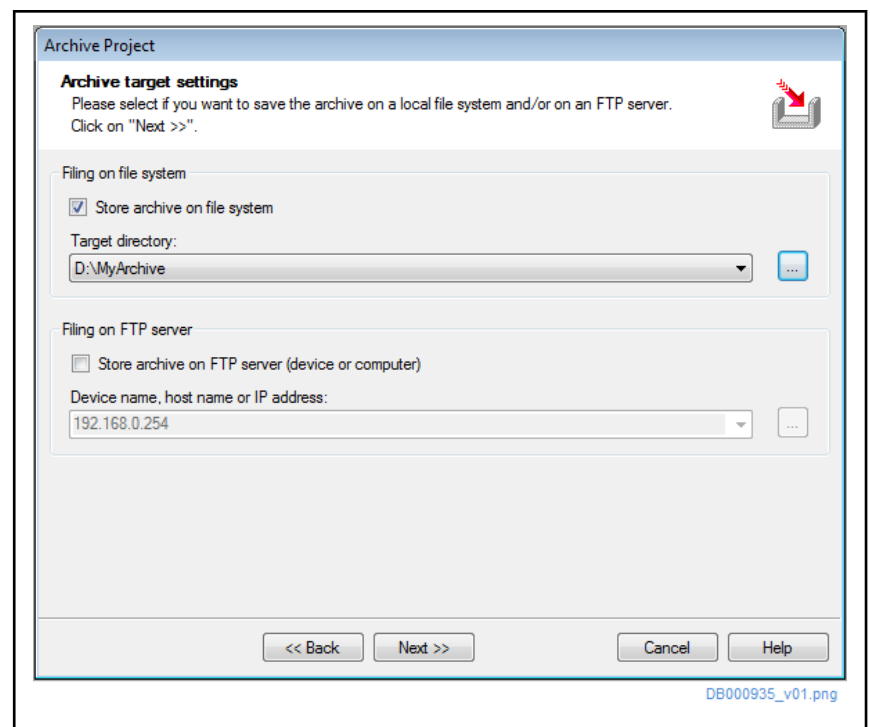 Archive Project
Archive target settings
Please select if you want to save the archive on a local file system and/or on an FTP server.
Click on "Next >>".
Filing on file system
Store archive on file system
Target directory:
D:\MyArchive
...
Filing on FTP server
Store archive on FTP server (device or computer)
Device name, host name or IP address:
192.168.0.254
...
<< Back Next >> Cancel Help
DB000935_v01.png